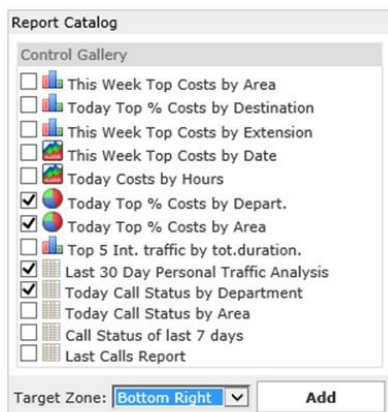 Report Catalog
Control Gallery
This Week Top Costs by Area
Today Top % Costs by Destination
This Week Top Costs by Extension
This Week Top Costs by Date
Today Costs by Hours
Today Top % Costs by Depart.
Today Top % Costs by Area
Top 5 Int. traffic by tot.duration.
Last 30 Day Personal Traffic Analysis
Today Call Status by Department
Today Call Status by Area
Call Status of last 7 days
Last Calls Report
Target Zone: Bottom Right Add